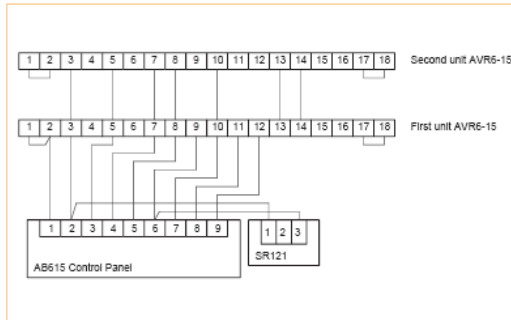 1 2 3 4 5 6 7 8 9 10 11 12 13 14 15 16 17 18 Second unit AVR6-15
1 2 3 4 5 6 7 8 9 10 11 12 13 14 15 16 17 18 First unit AVR6-15
1 2 3 4 5 6 7 8 9
1 2 3
AB615 Control Panel
SR121